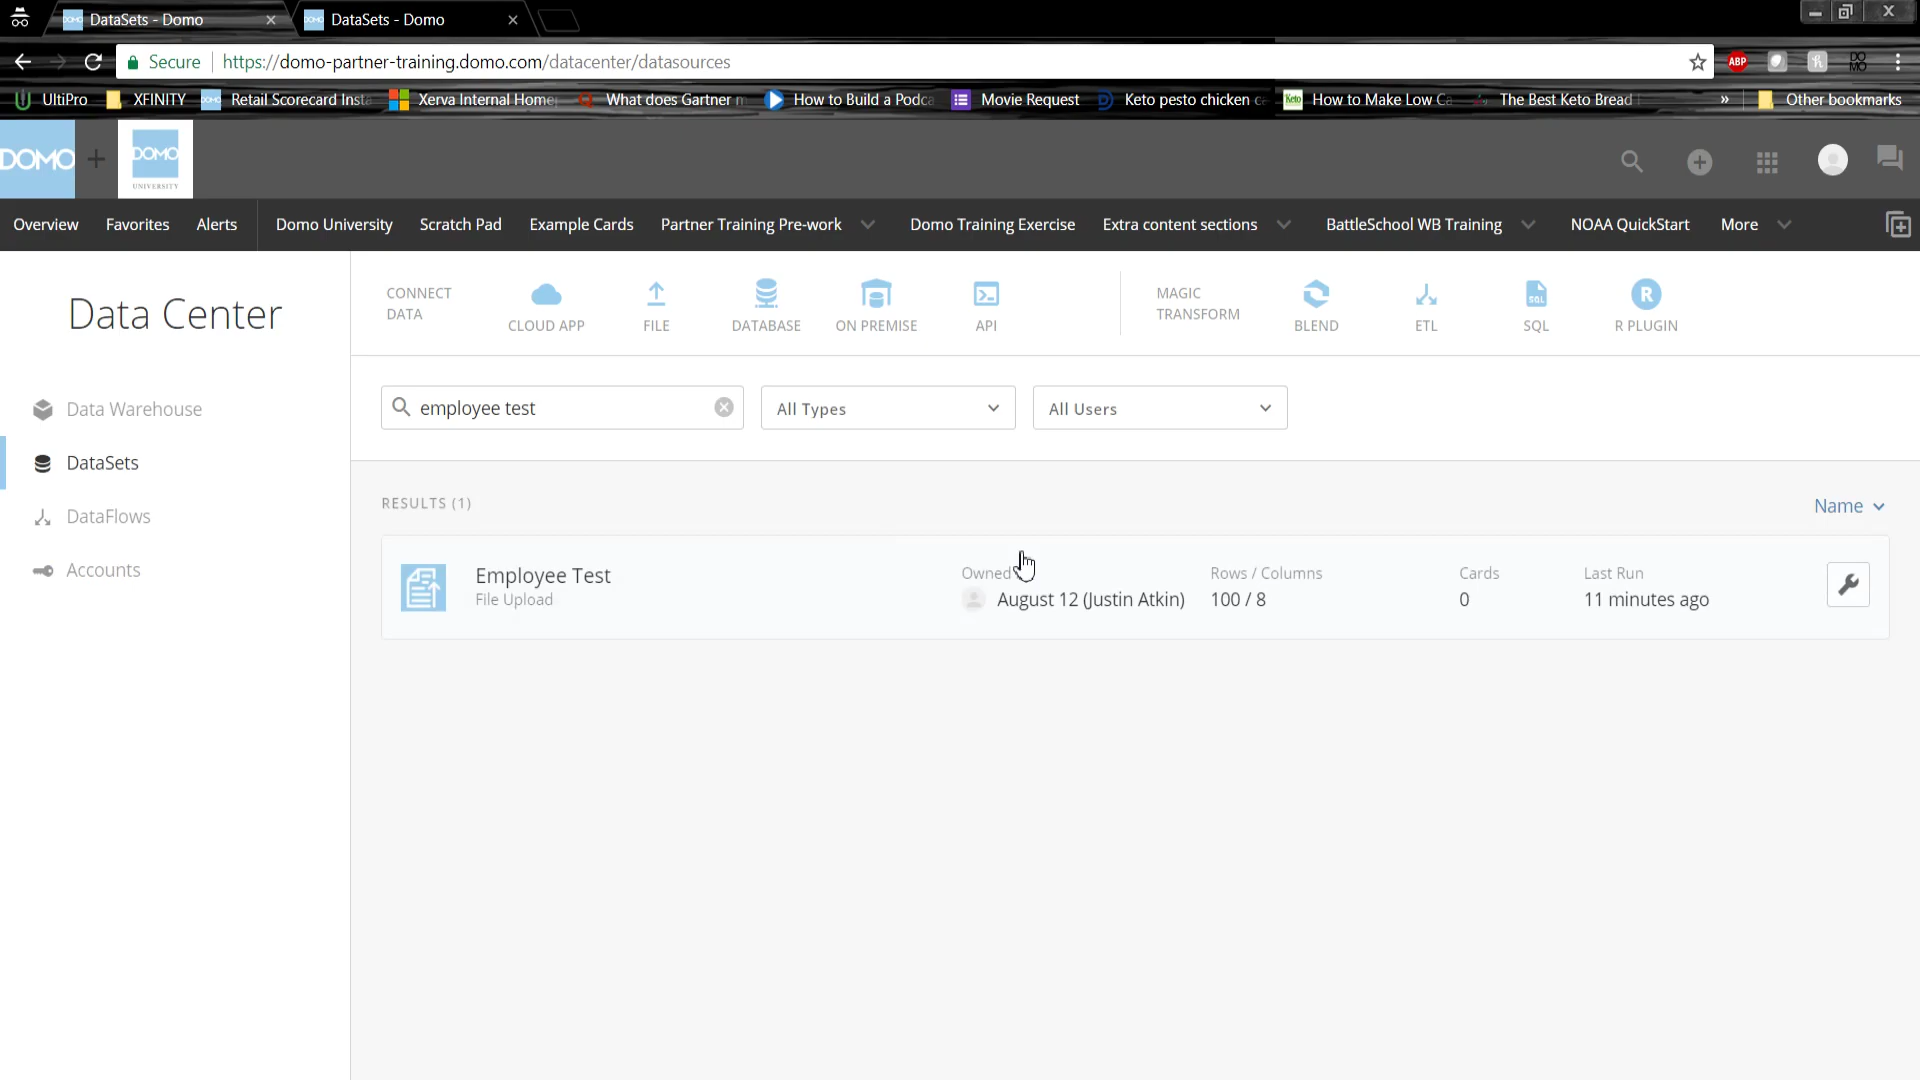 DataSets - Domo
DataSets - Domo
Secure
https://domo-partner-training.domo.com/datacenter/datasources
ABP
UltiPro
XFINITY
Retail Scorecard Insta
Xerva Internal Home
What does Gartner
How to Build a Podca
Movie Request
Keto pesto chicken
How to Make Low Ca
The Best Keto Bread
»
Other bookmarks
DOMO
+
DOMO
UNIVERSITY
Overview
Favorites
Alerts
Domo University
Scratch Pad
Example Cards
Partner Training Pre-work
Domo Training Exercise
Extra content sections
BattleSchool WB Training
NOAA QuickStart
More
Data Center
Data Warehouse
DataSets
DataFlows
Accounts
CONNECT
DATA
CLOUD APP
FILE
DATABASE
ON PREMISE
API
MAGIC
TRANSFORM
BLEND
ETL
SQL
SQL
R
R PLUGIN
employee test
All Types
All Users
RESULTS (1)
Name
Employee Test
File Upload
Owned
August 12 (Justin Atkin)
Rows / Columns
100 / 8
Cards
0
Last Run
11 minutes ago